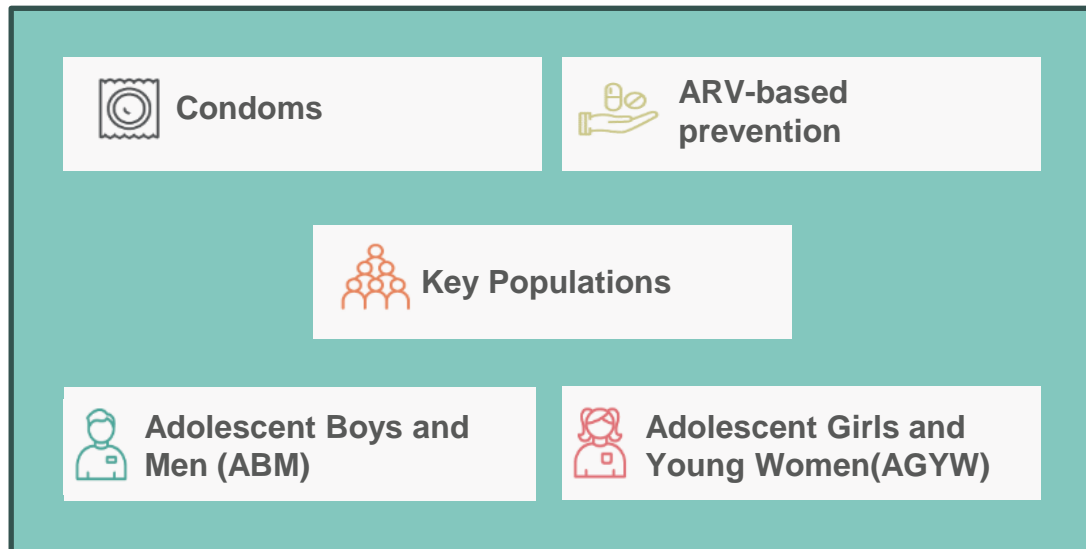 Condoms
ARV-based
prevention
Key Populations
Adolescent Boys and
Men (ABM)
Adolescent Girls and
Young Women(AGYW)